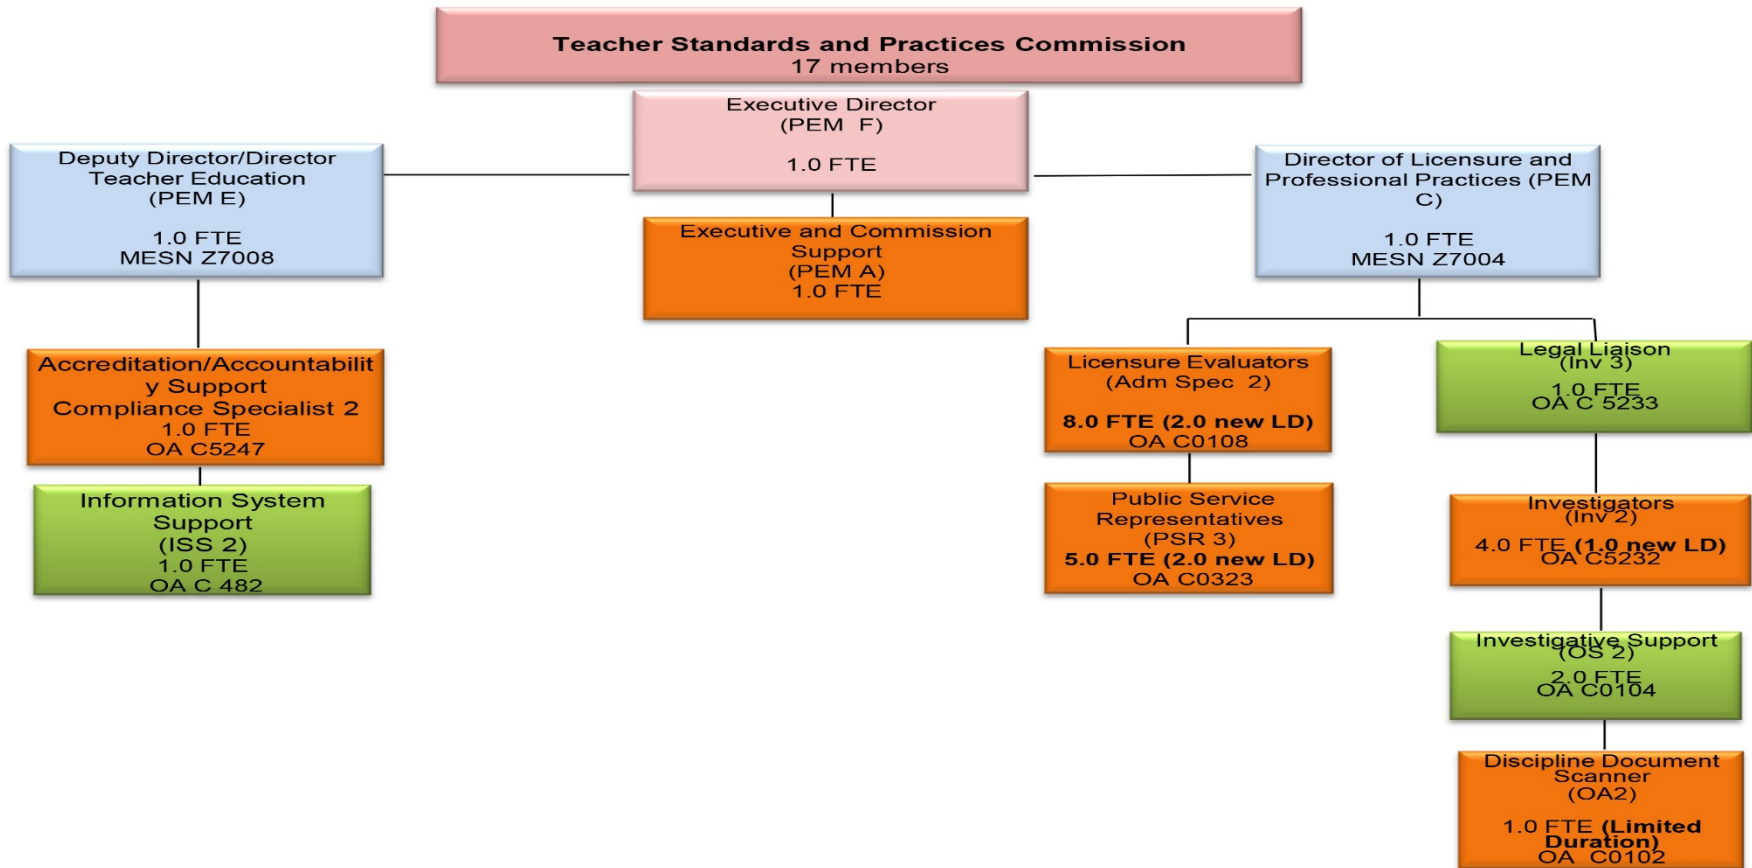 Teacher Standards and Practices Commission
17 members
Executive Director
(PEM F)
1.0 FTE
Deputy Director/Director
Teacher Education
(PEM E)
1.0 FTE
MESN Z7008
Director of Licensure and
Professional Practices (PEM
C)
1.0 FTE
MESN Z7004
Executive and Commission
Support
(PEM A)
1.0 FTE
Accreditation/Accountabilit
y Support
Compliance Specialist 2
1.0 FTE
OA C5247
Information System
Support
(ISS 2)
1.0 FTE
OA C 482
Licensure Evaluators
(Adm Spec 2)
8.0 FTE (2.0 new LD)
OA C0108
Public Service
Representatives
(PSR 3)
5.0 FTE (2.0 new LD)
OA C0323
Legal Liaison
(Inv 3)
1.0 FTE
OA C 5233
Investigators
(Inv 2)
4.0 FTE (1.0 new LD)
OA C5232
Investigative Support
(OS 2)
2.0 FTE
OA C0104
Discipline Document
Scanner
(OA2)
1.0 FTE (Limited
Duration)
OA C0102